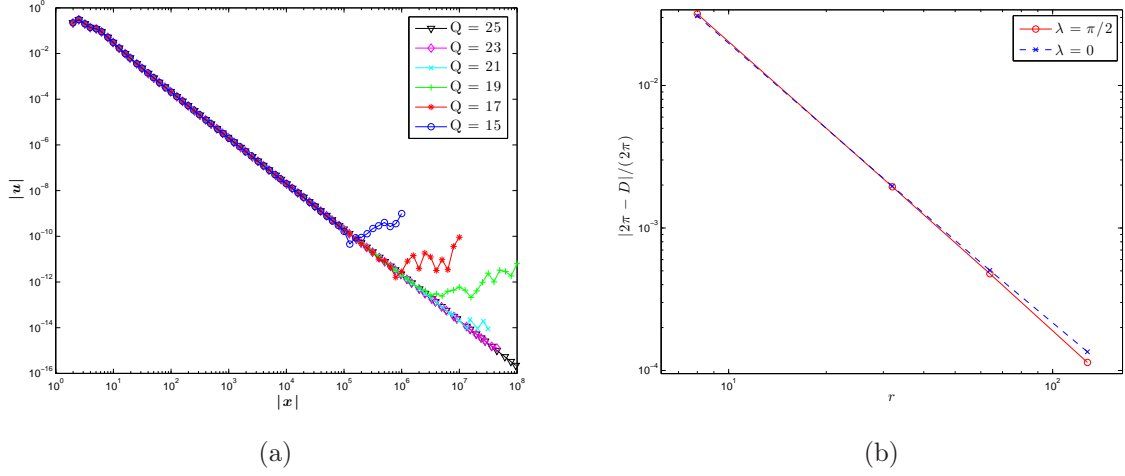 10^0
10^{-2}
10^{-4}
10^{-6}
10^{-8}
10^{-10}
10^{-12}
10^{-14}
10^{-16}
|u|
Q = 25
Q = 23
Q = 21
Q = 19
Q = 17
Q = 15
10^0 10^1 10^2 10^3 10^4 10^5 10^6 10^7 10^8
|x|
(a)
10^{-2}
10^{-3}
10^{-4}
|2π − D|/(2π)
λ = π/2
λ = 0
10^1 10^2
r
(b)